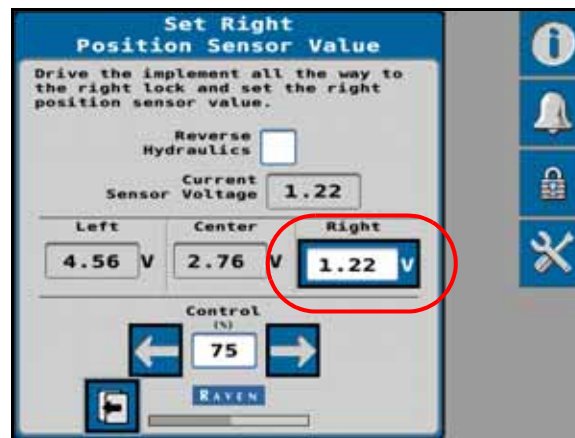 Set Right
Position Sensor Value
Drive the implement all the way to
the right lock and set the right
position sensor value.
Reverse
Hydraulics
Current
Sensor Voltage 1.22
Left Center Right
4.56 V 2.76 V 1.22 V
Control
(%)
75
RAVEN